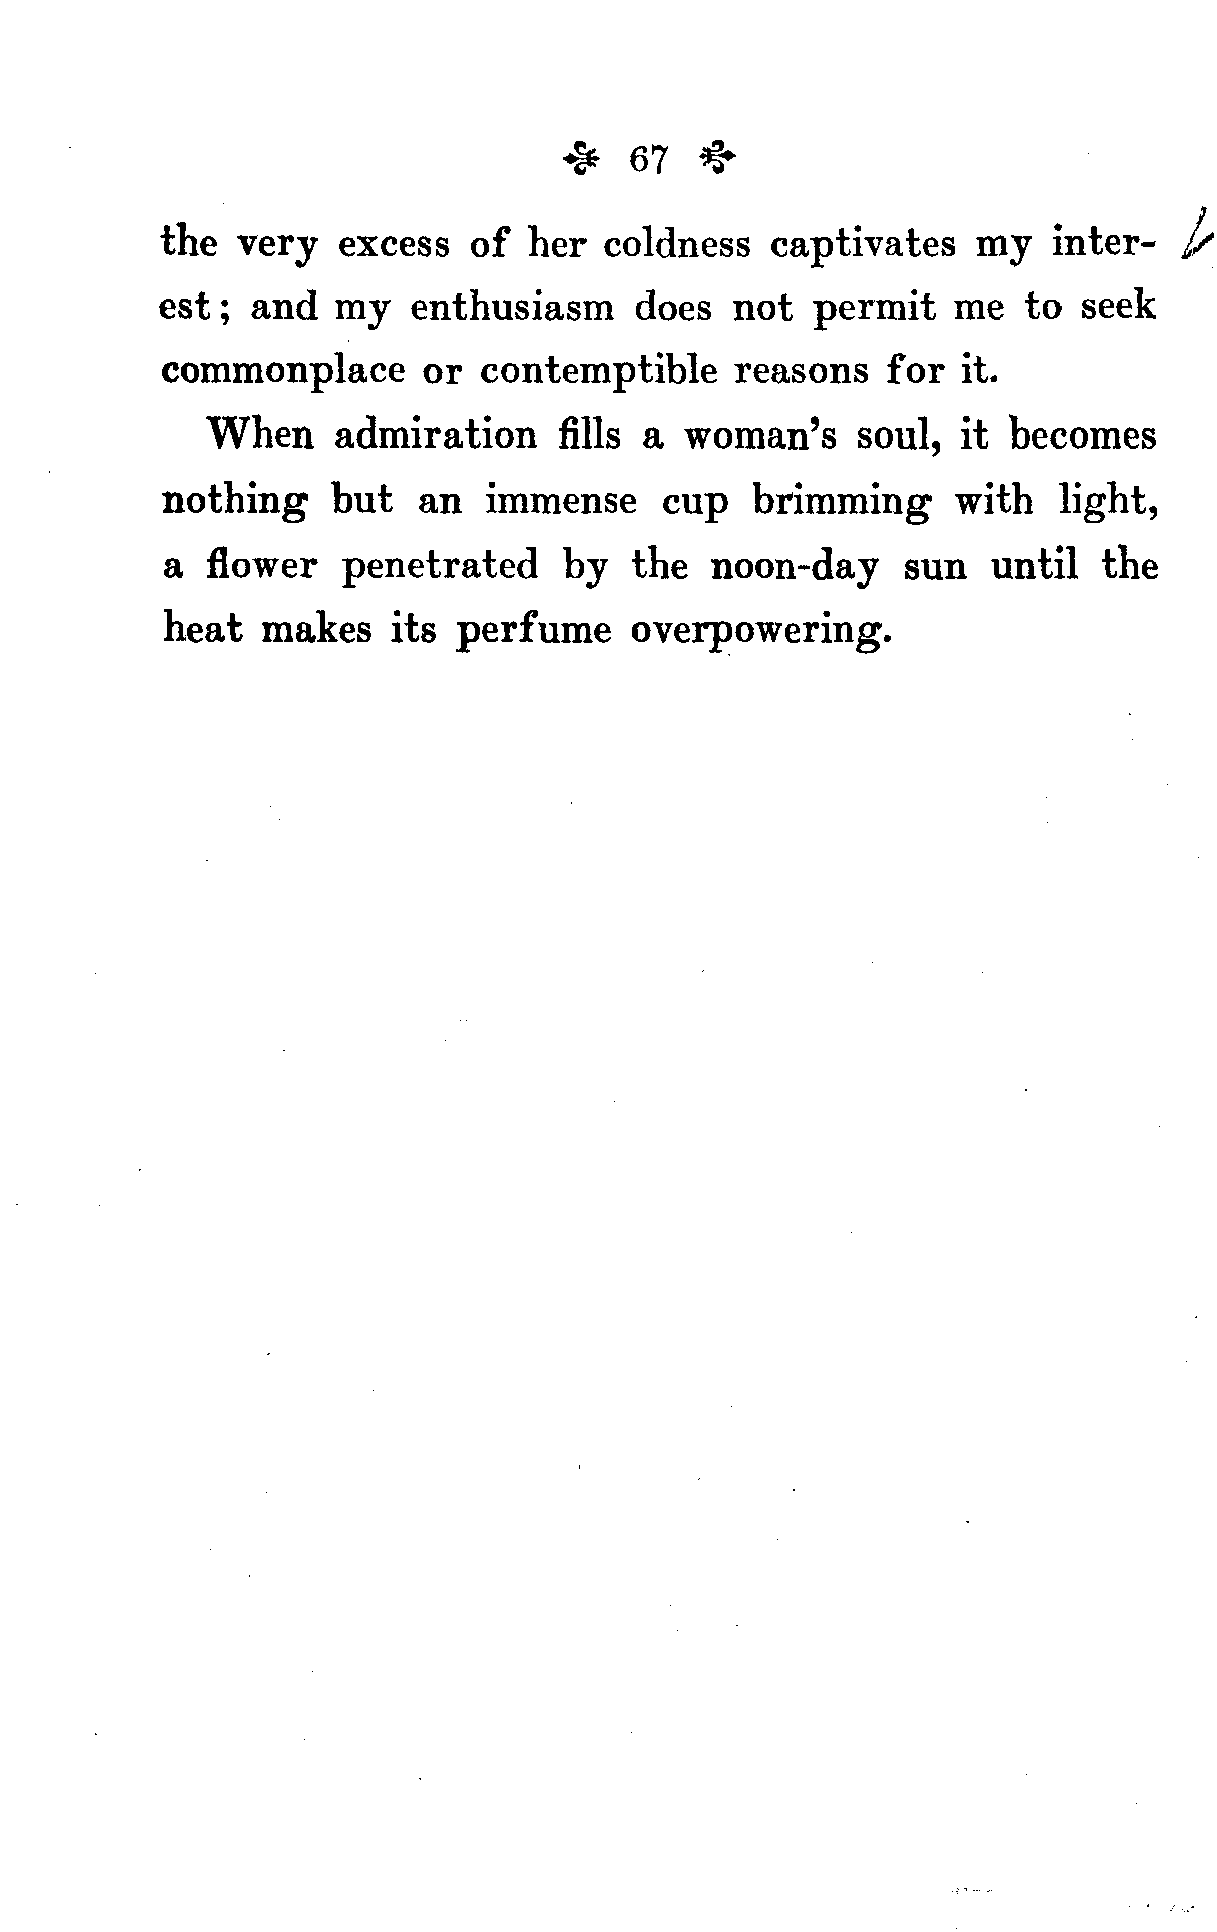 67
the very excess of her coldness captivates my inter-
est; and my enthusiasm does not permit me to seek
commonplace or contemptible reasons for it.
When admiration fills a woman's soul, it becomes
nothing but an immense cup brimming with light,
a flower penetrated by the noon-day sun until the
heat makes its perfume overpowering.